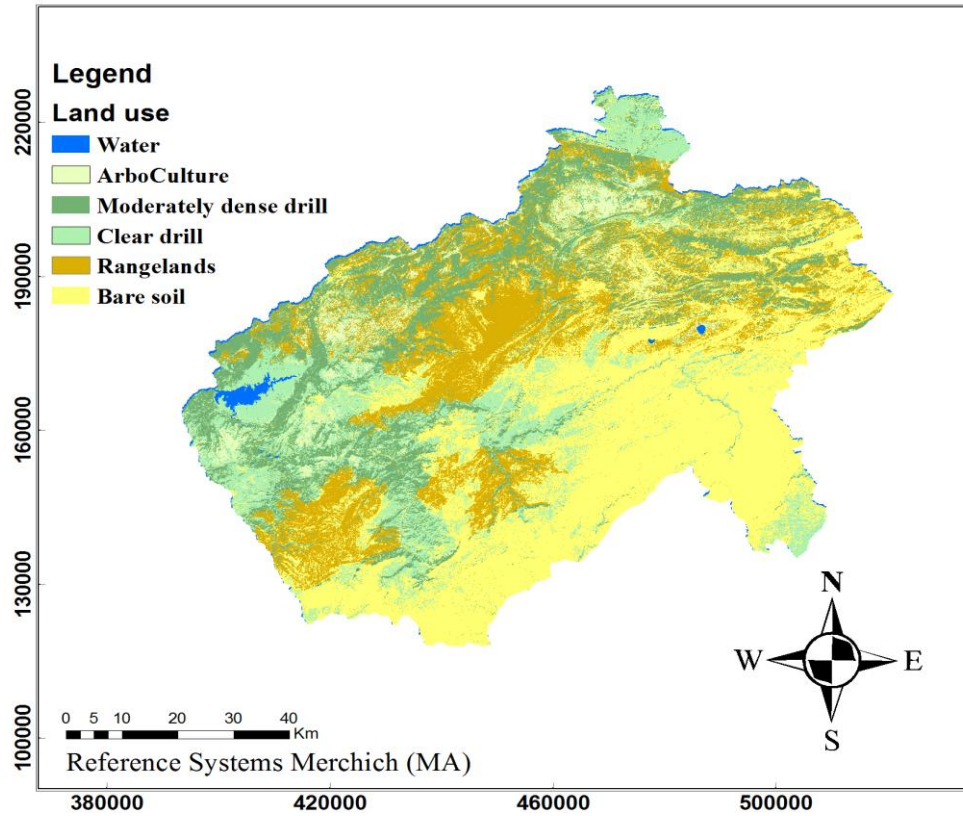 Legend
Land use
Water
ArboCulture
Moderately dense drill
Clear drill
Rangelands
Bare soil
220000
190000
160000
130000
100000
N
W E
S
0 5 10 20 30 40
Km
Reference Systems Merchich (MA)
380000 420000 460000 500000